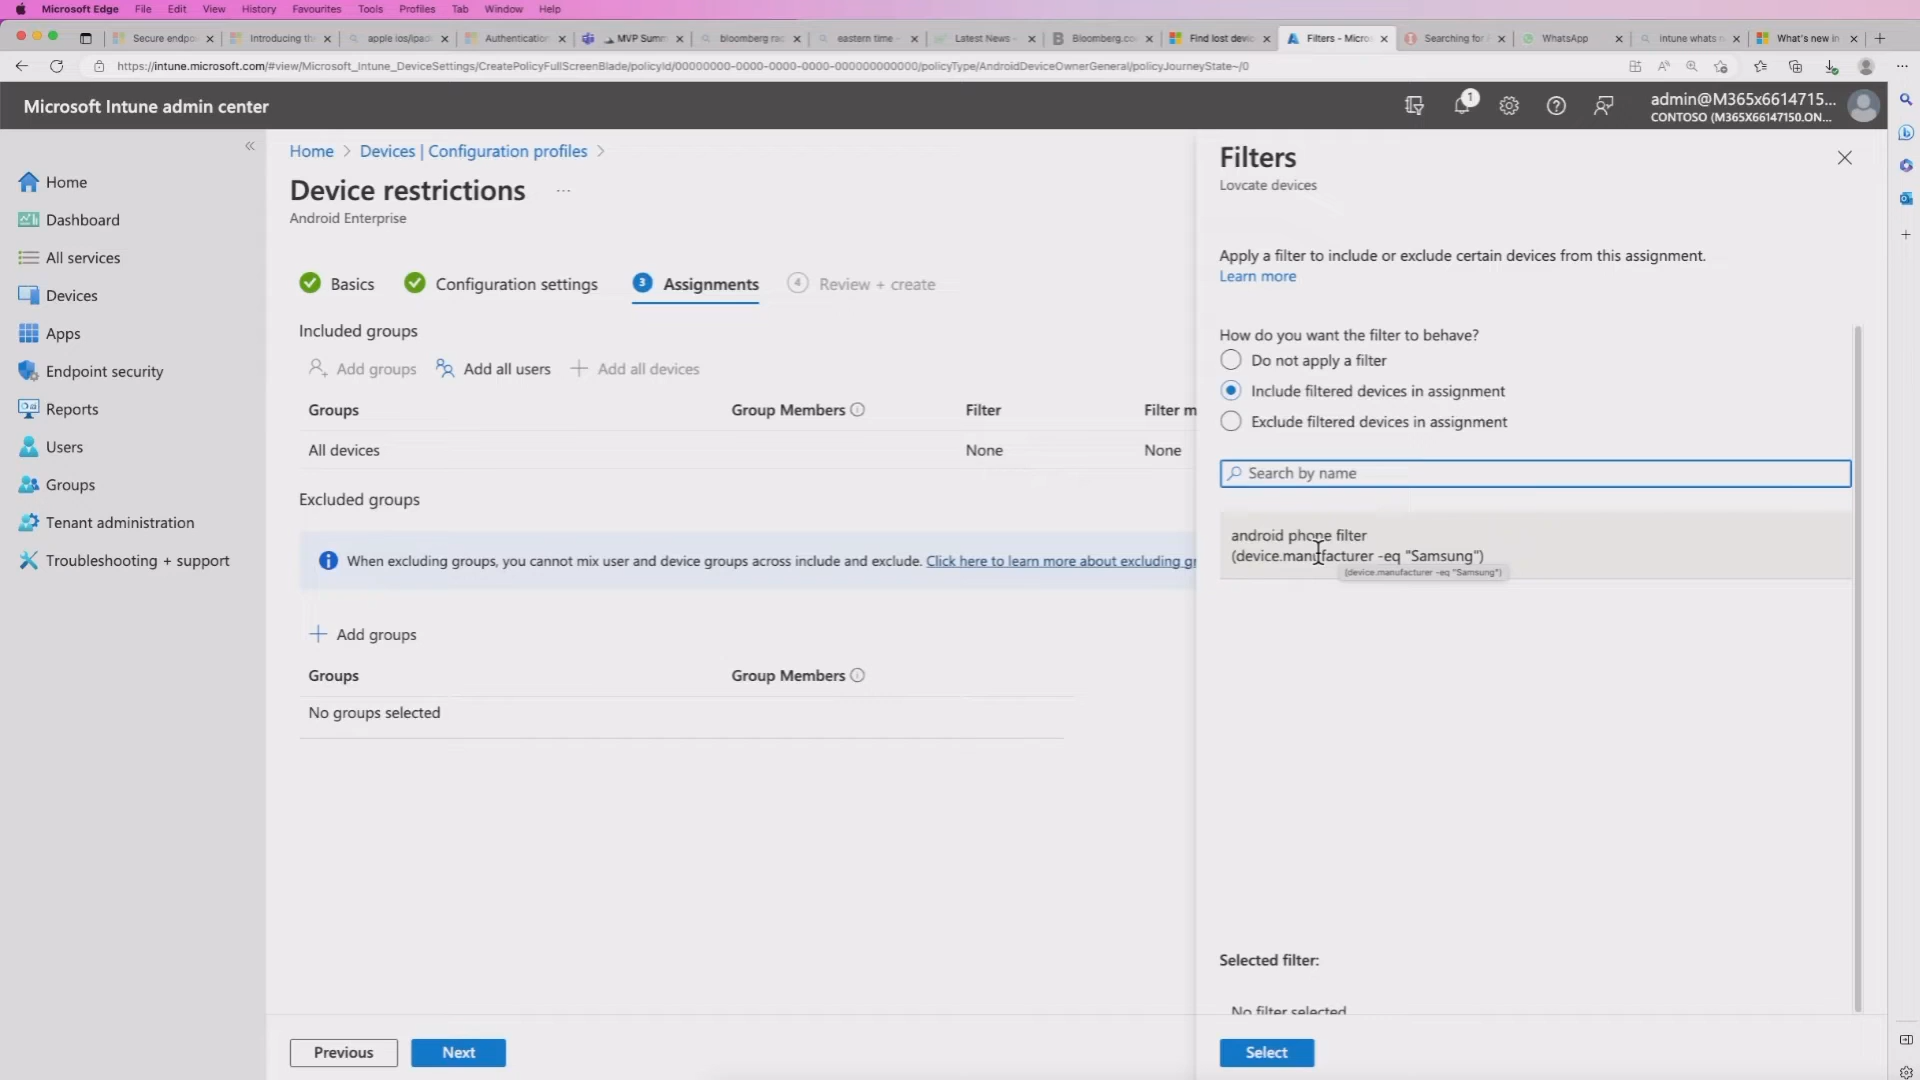 Microsoft Edge File Edit View History Favourites Tools Profiles Tab Window Help
Secure endpo Introducing th apple ios/ipad Authentication MVP Summ bloomberg rad eastern time - Latest News - Bloomberg.co Find lost devic Filters - Micro Searching for WhatsApp intune whats n What's new in
https://intune.microsoft.com/#view/Microsoft_Intune_DeviceSettings/CreatePolicyFullScreenBlade/policyId/00000000-0000-0000-0000-000000000000/policyType/AndroidDeviceOwnerGeneral/policyJourneyState~/0
Microsoft Intune admin center
1
admin@M365x6614715...
CONTOSO (M365X66147150.ON...
Home
Dashboard
All services
Devices
Apps
Endpoint security
Reports
Users
Groups
Tenant administration
Troubleshooting + support
Home > Devices | Configuration profiles >
Device restrictions ...
Android Enterprise
Basics Configuration settings 3 Assignments 4 Review + create
Included groups
Add groups Add all users Add all devices
Groups Group Members Filter Filter m
All devices None None
Excluded groups
When excluding groups, you cannot mix user and device groups across include and exclude. Click here to learn more about excluding gr
Add groups
Groups Group Members
No groups selected
Previous Next
Filters
Lovcate devices
Apply a filter to include or exclude certain devices from this assignment.
Learn more
How do you want the filter to behave?
Do not apply a filter
Include filtered devices in assignment
Exclude filtered devices in assignment
Search by name
android phone filter
(device.manufacturer -eq "Samsung")
(device.manufacturer -eq "Samsung")
Selected filter:
No filter selected
Select